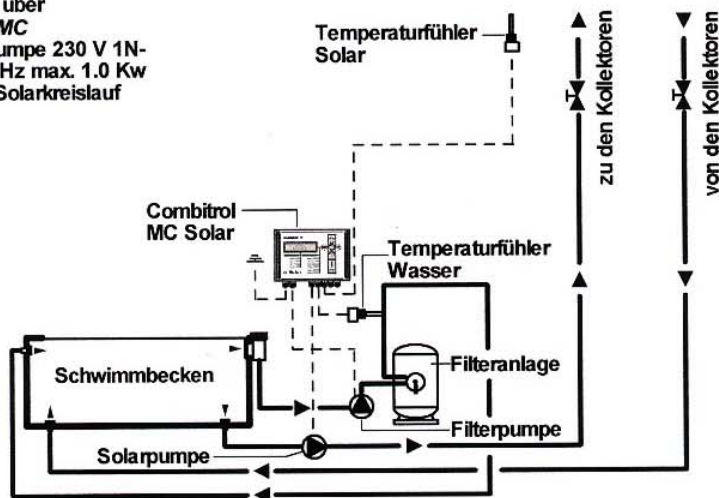 über
MC
umpe 230 V 1N-
Hz max. 1.0 Kw
Solarkreislauf
Temperaturfühler
Solar
zu den Kollektoren
von den Kollektoren
Combitrol
MC Solar
Temperaturfühler
Wasser
Schwimmbecken
Filteranlage
Filterpumpe
Solarpumpe